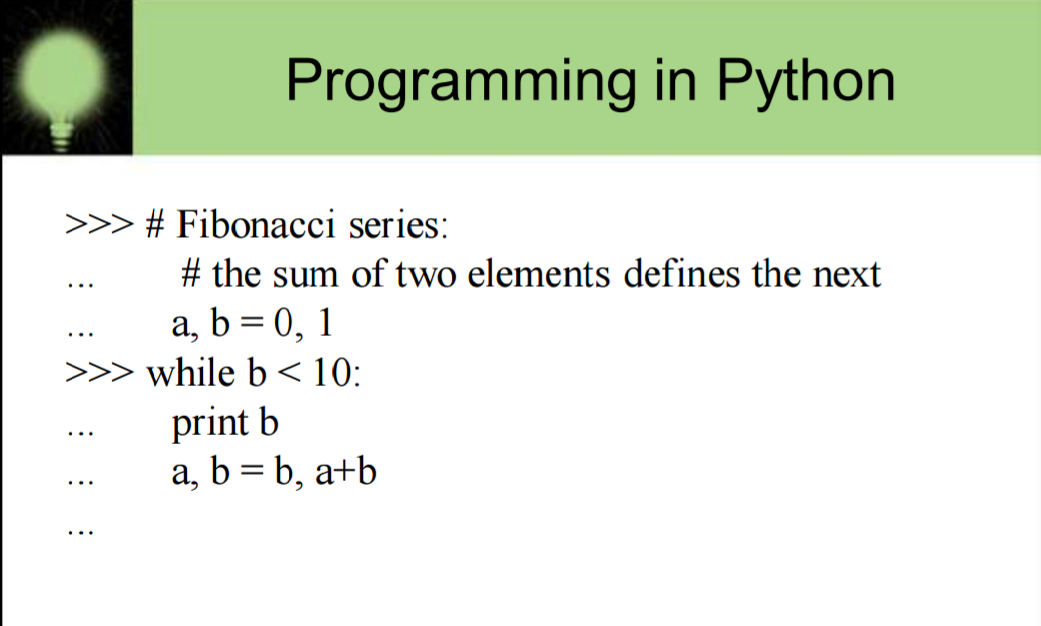 Programming in Python
>>> # Fibonacci series:
... # the sum of two elements defines the next
... a, b = 0, 1
>>> while b < 10:
... print b
... a, b = b, a+b
...